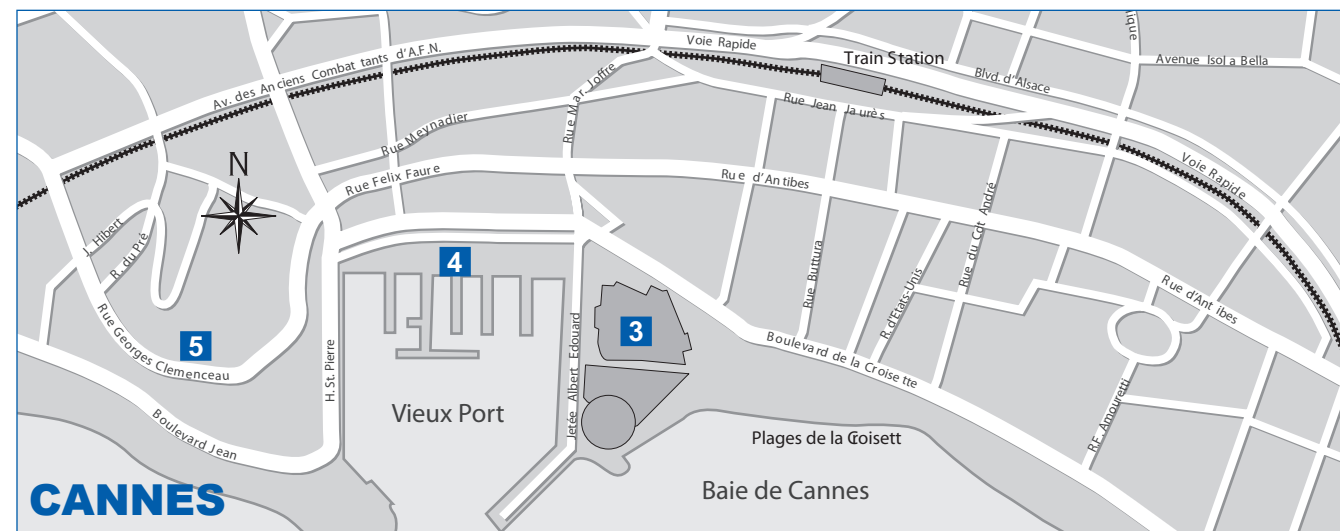 Voie Rapide
ique
Avenue Isola Bella
Train Station
Av. des Anciens Combattants d'A.F.N.
Blvd. d'Alsace
Rue Mar. Joffre
Rue Jean Jaurès
Rue Meynadier
N
Voie Rapide
Rue Felix Faure
Rue d'Antibes
J. Hibert
R. du Pré
Rue du Cdt André
4
Rue Buttura
R. d'Etats-Unis
Rue d'Antibes
3
5
Rue Georges Clemenceau
H. St. Pierre
Jetée Albert Edouard
Boulevard de la Croisette
Vieux Port
R.F. Amouretti
Boulevard Jean
Plages de la Croisett
Baie de Cannes
CANNES